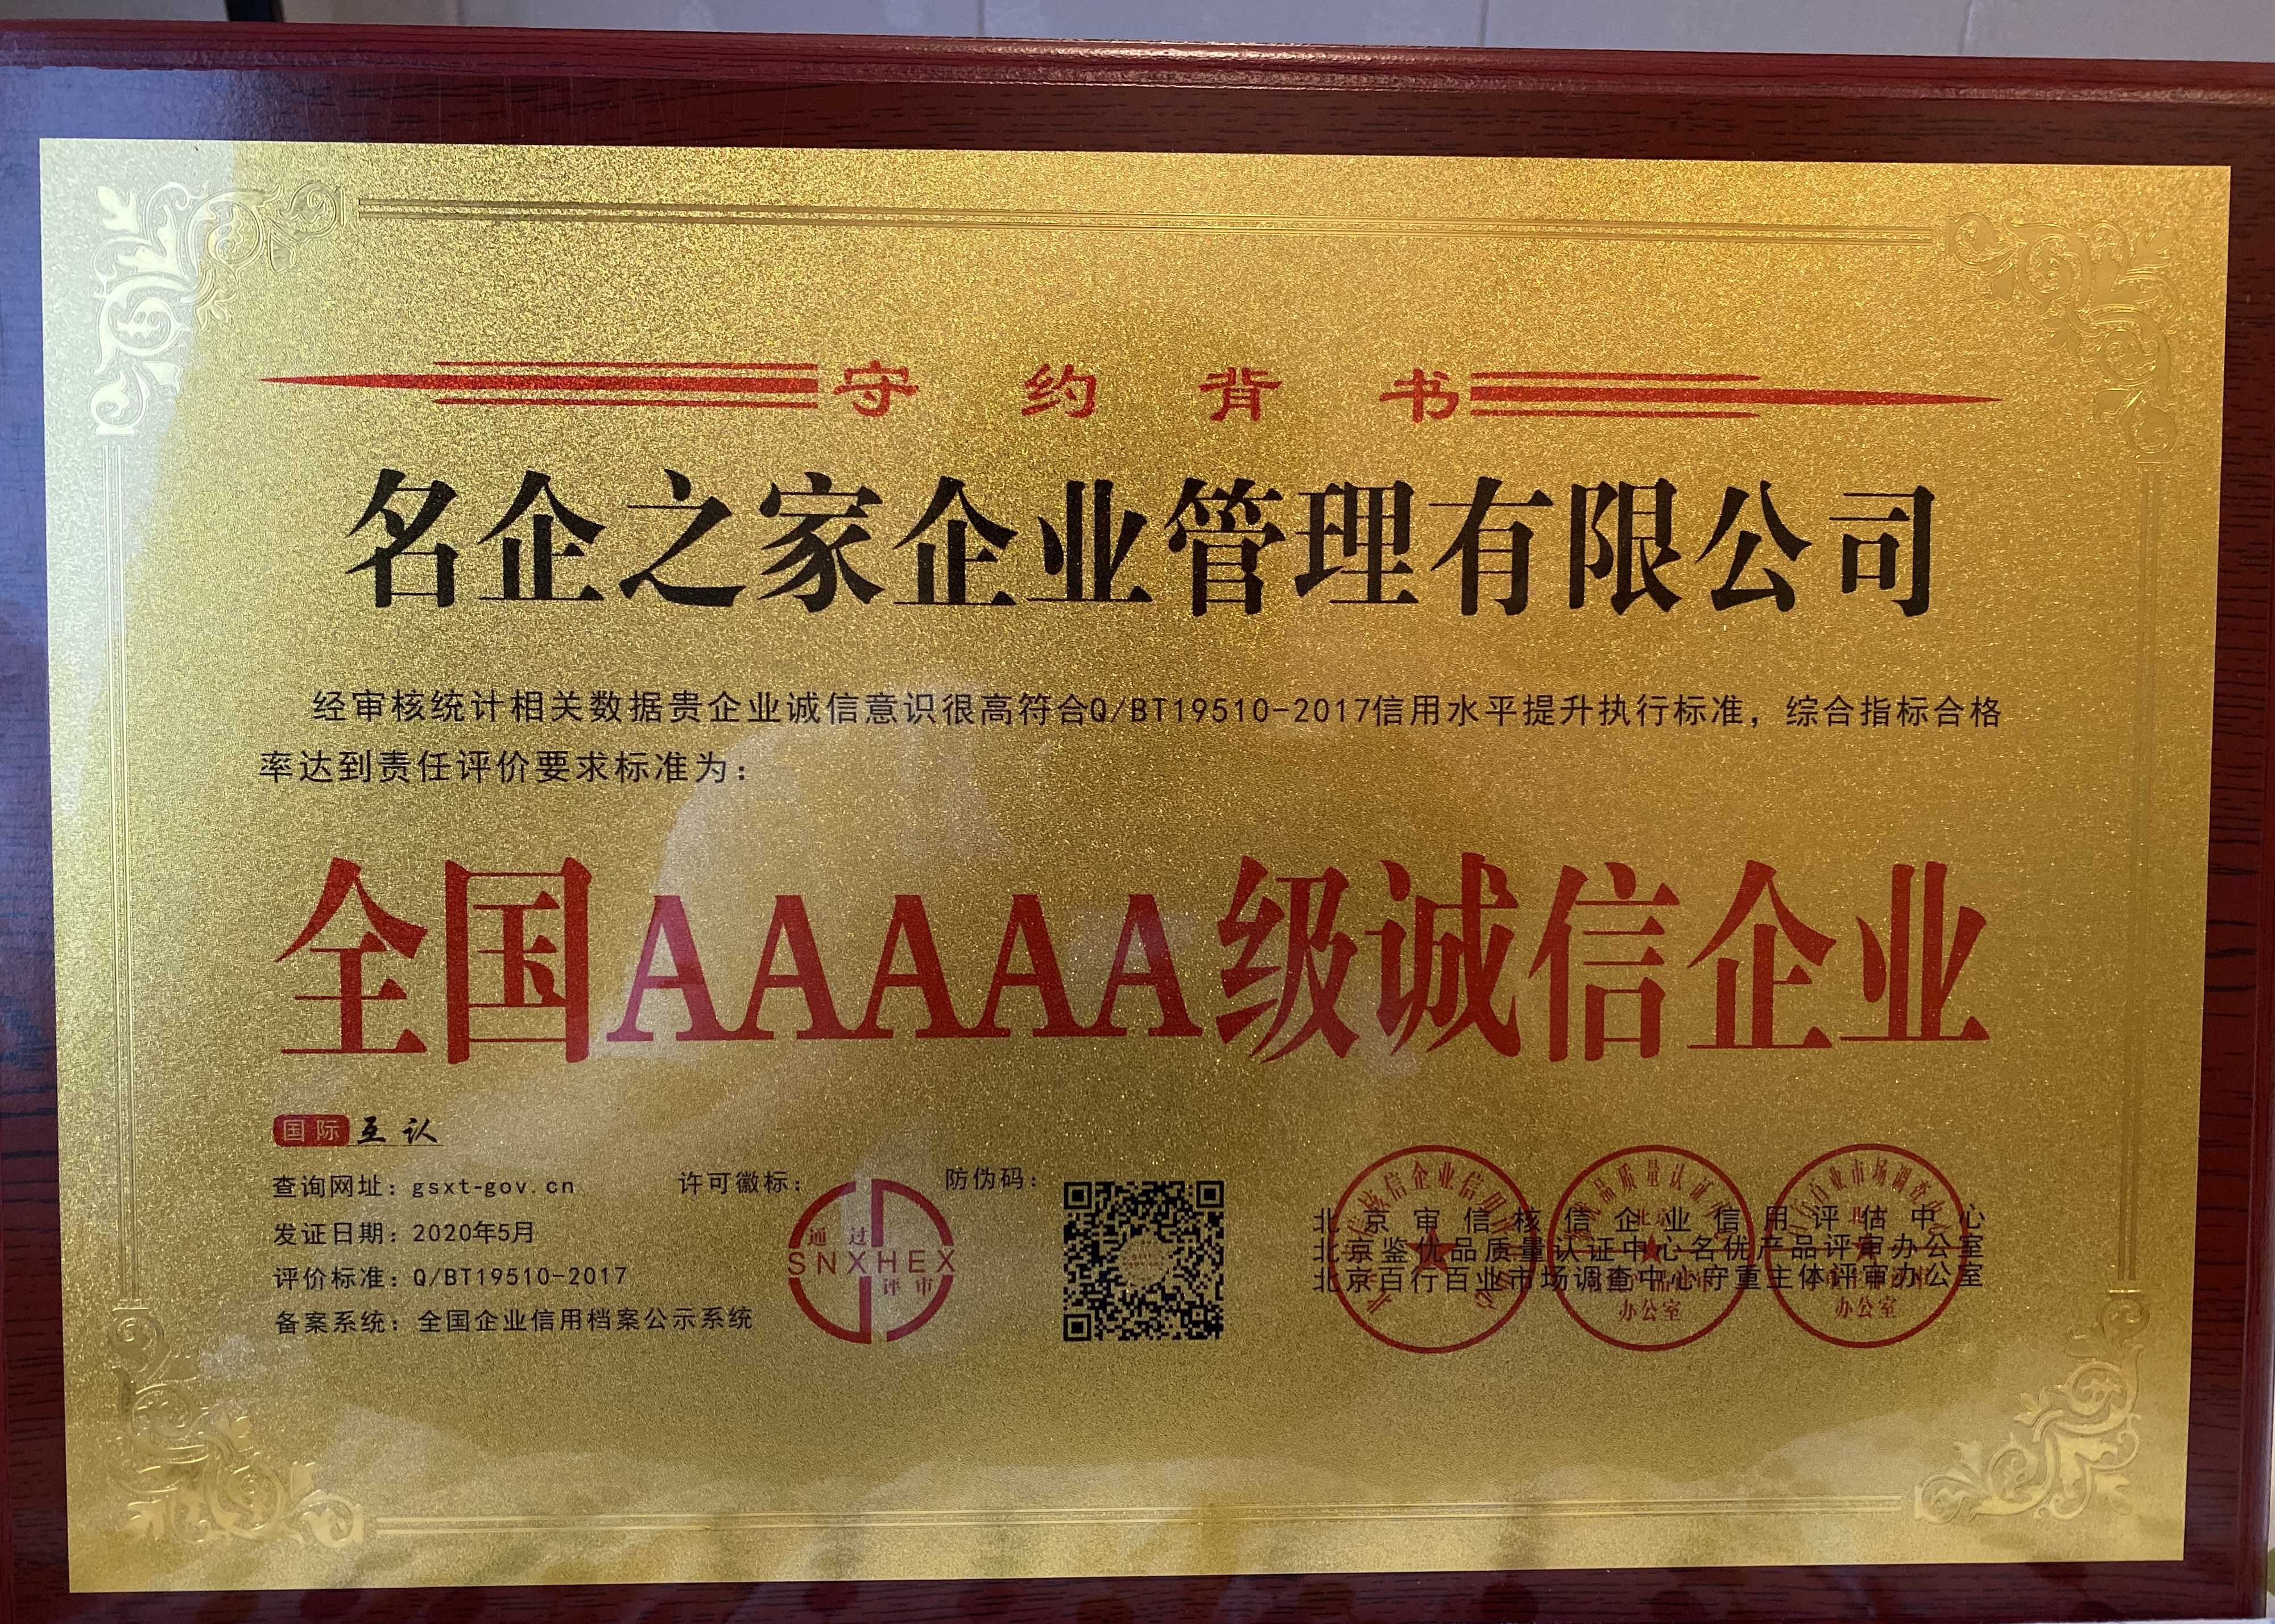 守约背书
名企之家企业管理有限公司
经审核统计相关数据贵企业诚信意识很高符合Q/BT19510-2017信用水平提升执行标准，综合指标合格
率达到责任评价要求标准为：
全国AAAAA级诚信企业
国际互认
查询网址：gsxt-gov.cn
发证日期：2020年5月
评价标准：Q/BT19510-2017
备案系统：全国企业信用档案公示系统
许可徽标：
通过
SNXHEX
评审
防伪码：
北京审信核信企业信用评估中心
北京鉴优品质量认证中心名优产品评审办公室
北京百行百业市场调查中心守重主体评审办公室
办公室
办公室